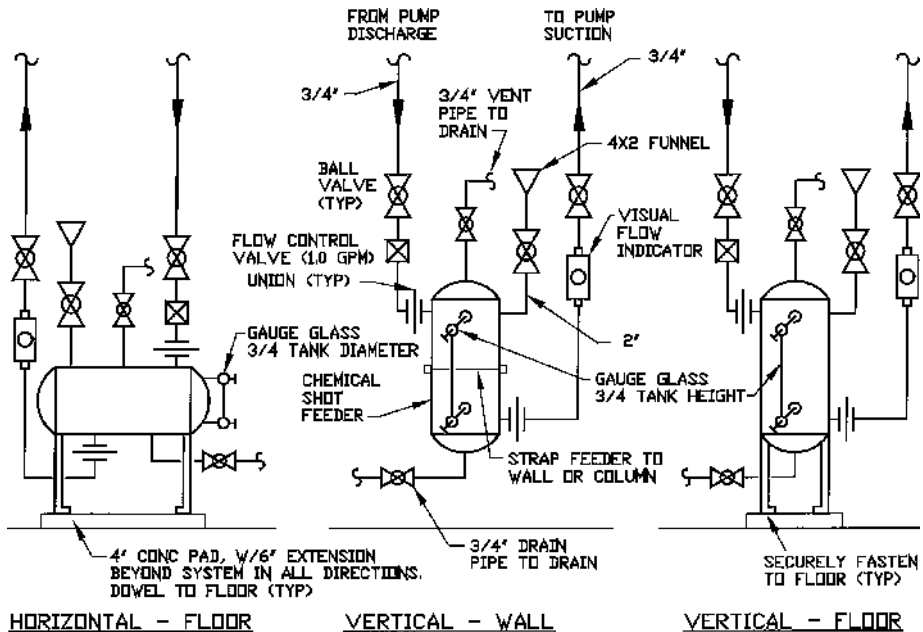 FROM PUMP
DISCHARGE
TO PUMP
SUCTION
3/4"
3/4" VENT
PIPE TO
DRAIN
3/4"
4X2 FUNNEL
BALL
VALVE
(TYP)
VISUAL
FLOW
INDICATOR
FLOW CONTROL
VALVE (1.0 GPM)
UNION (TYP)
GAUGE GLASS
3/4 TANK DIAMETER
2"
CHEMICAL
SHOT
FEEDER
GAUGE GLASS
3/4 TANK HEIGHT
STRAP FEEDER TO
WALL OR COLUMN
4" CONC PAD, W/6" EXTENSION
BEYOND SYSTEM IN ALL DIRECTIONS.
DOWEL TO FLOOR (TYP)
3/4" DRAIN
PIPE TO DRAIN
SECURELY FASTEN
TO FLOOR (TYP)
HORIZONTAL - FLOOR
VERTICAL - WALL
VERTICAL - FLOOR